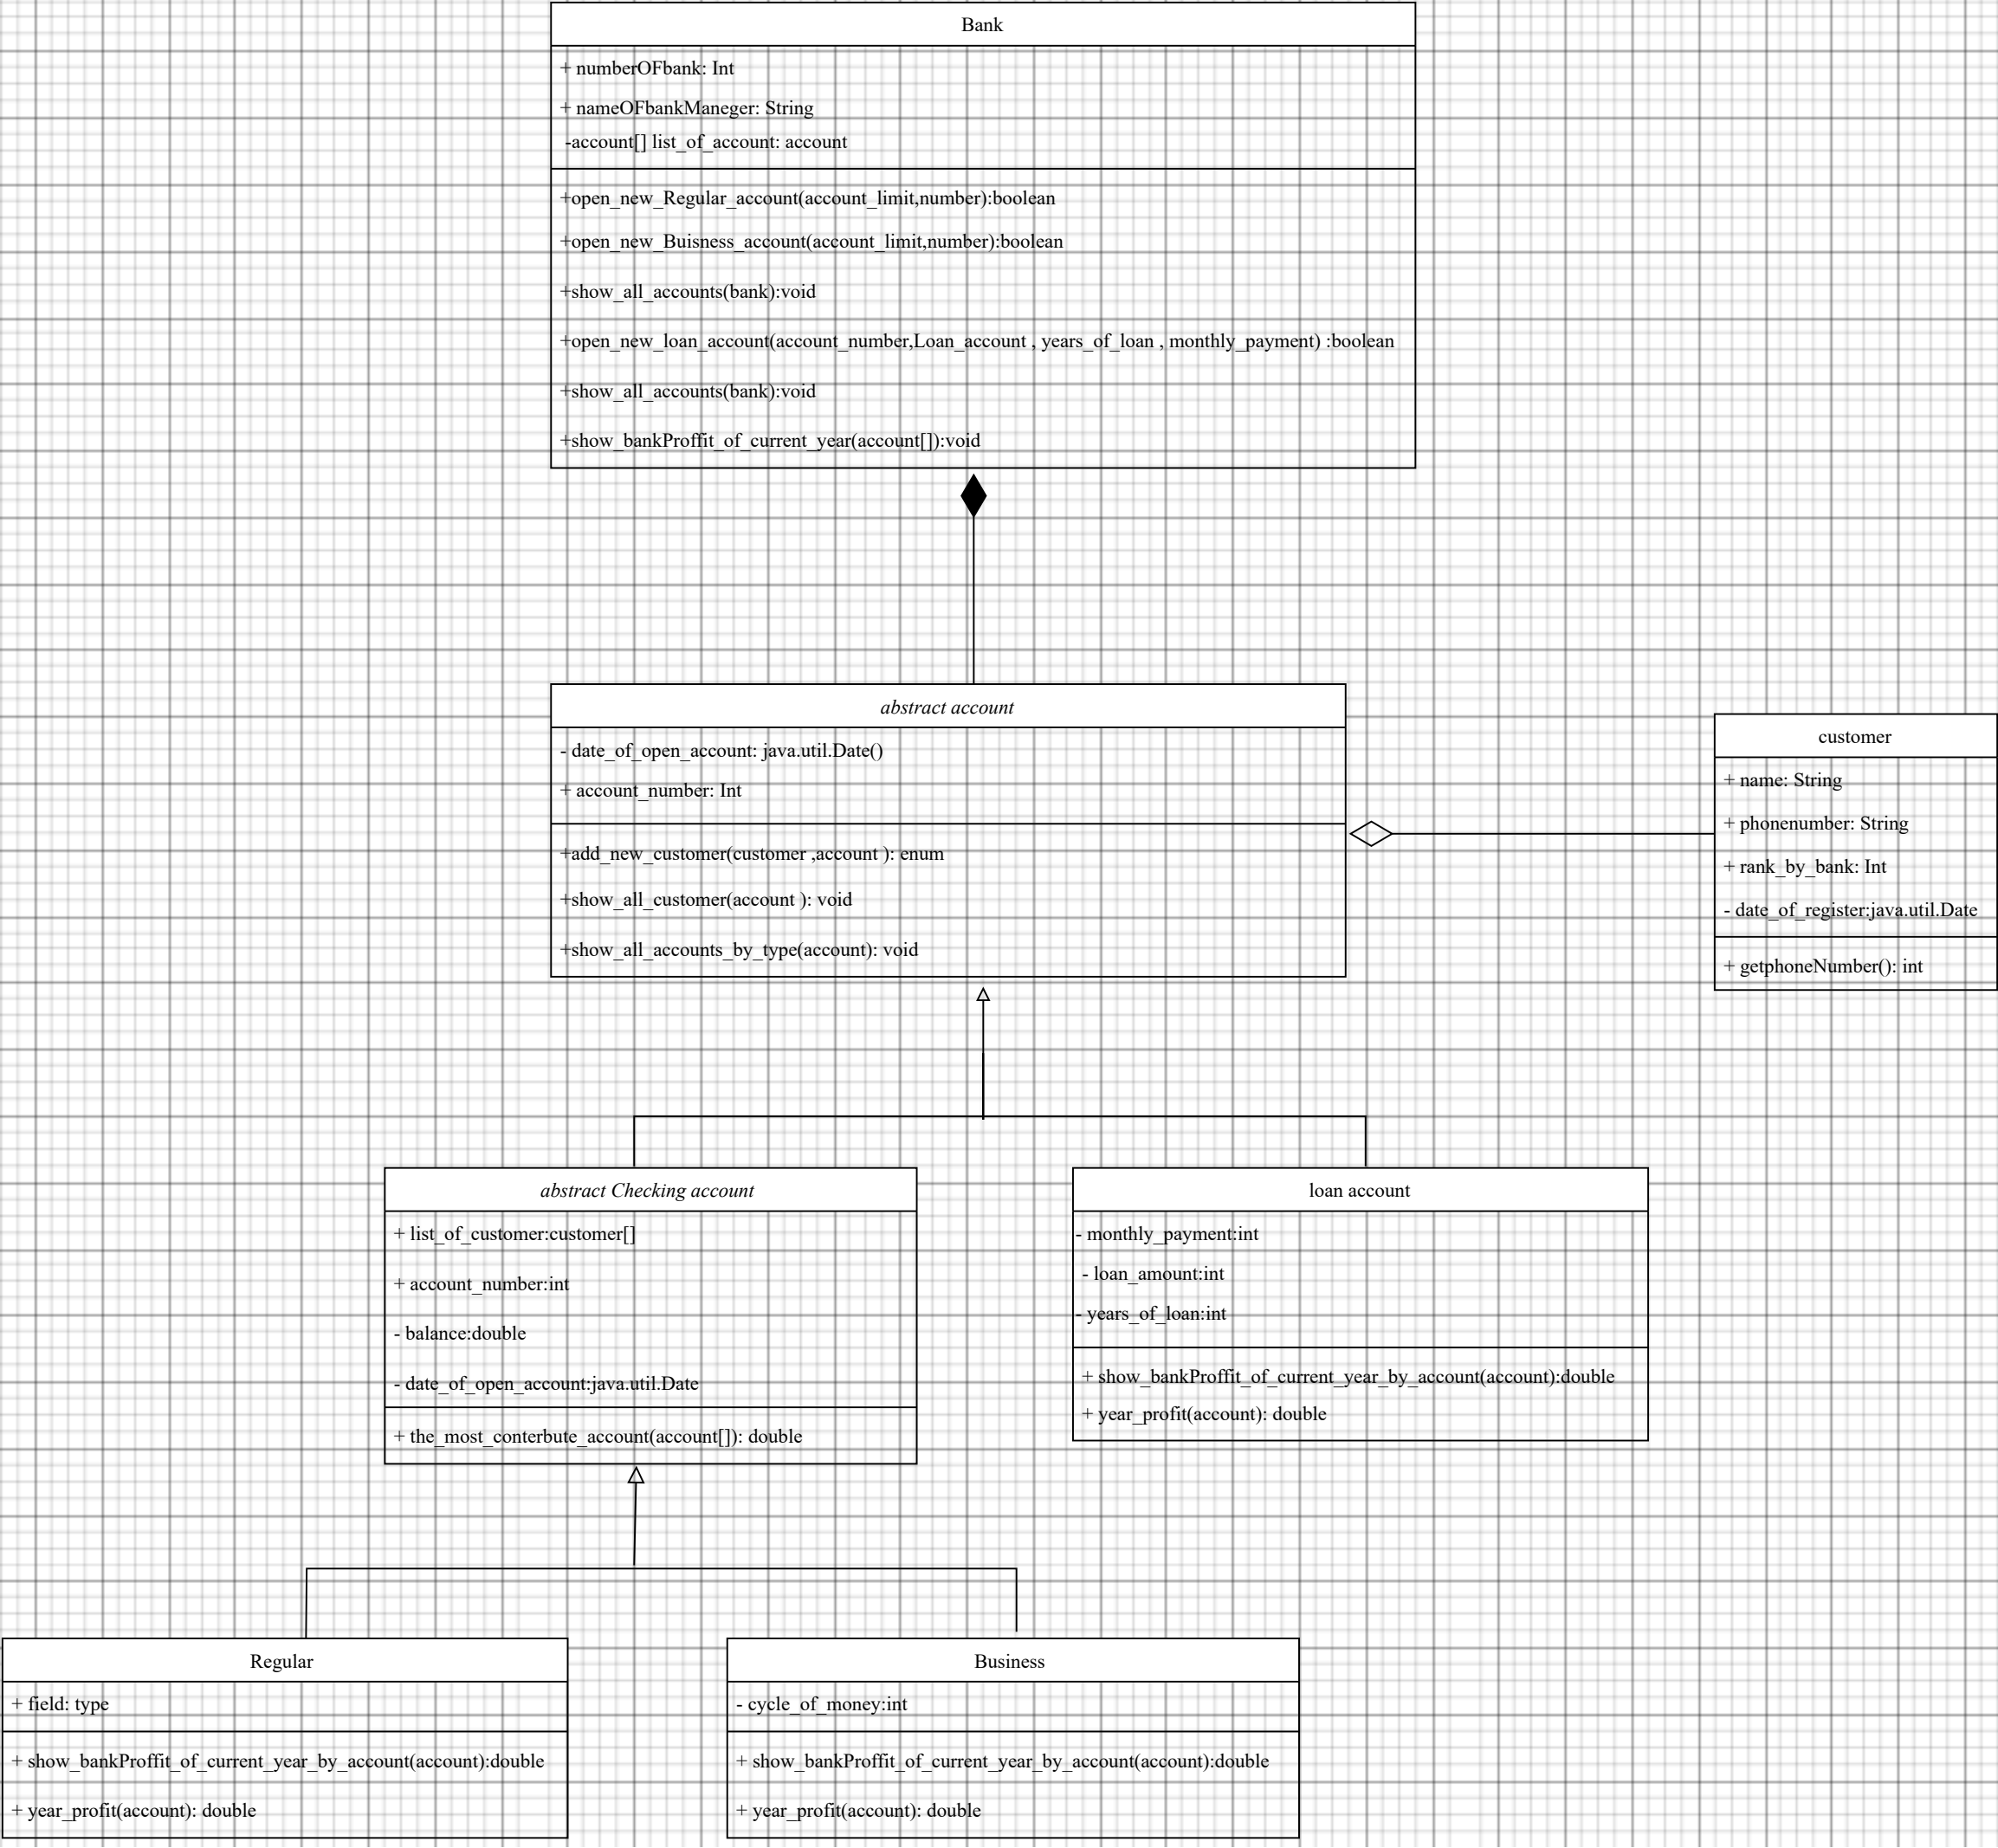 Bank
+ numberOFbank: Int
+ nameOFbankManeger: String
-account[] list_of_account: account
+open_new_Regular_account(account_limit,number):boolean
+open_new_Buisness_account(account_limit,number):boolean
+show_all_accounts(bank):void
+open_new_loan_account(account_number,Loan_account , years_of_loan , monthly_payment) :boolean
+show_all_accounts(bank):void
+show_bankProffit_of_current_year(account[]):void
abstract account
- date_of_open_account: java.util.Date()
+ account_number: Int
+add_new_customer(customer ,account ): enum
+show_all_customer(account ): void
+show_all_accounts_by_type(account): void
customer
+ name: String
+ phonenumber: String
+ rank_by_bank: Int
- date_of_register:java.util.Date
+ getphoneNumber(): int
abstract Checking account
+ list_of_customer:customer[]
+ account_number:int
- balance:double
- date_of_open_account:java.util.Date
+ the_most_conterbute_account(account[]): double
loan account
- monthly_payment:int
- loan_amount:int
- years_of_loan:int
+ show_bankProffit_of_current_year_by_account(account):double
+ year_profit(account): double
Regular
+ field: type
+ show_bankProffit_of_current_year_by_account(account):double
+ year_profit(account): double
Business
- cycle_of_money:int
+ show_bankProffit_of_current_year_by_account(account):double
+ year_profit(account): double